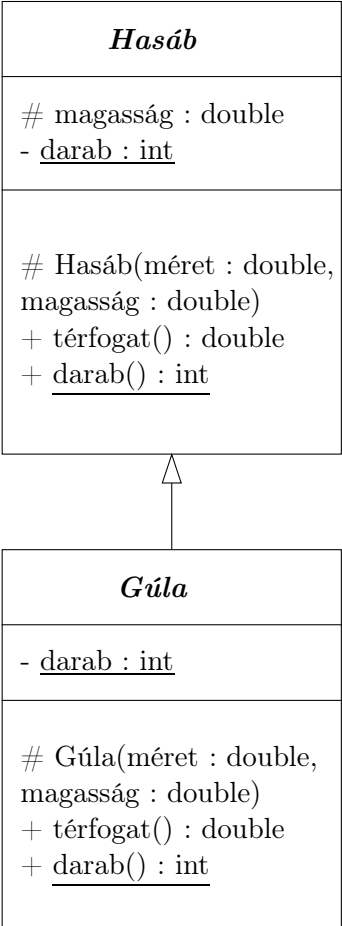 Hasáb
# magasság : double
- darab : int
# Hasáb(méret : double,
magasság : double)
+ térfogat() : double
+ darab() : int
Gúla
- darab : int
# Gúla(méret : double,
magasság : double)
+ térfogat() : double
+ darab() : int